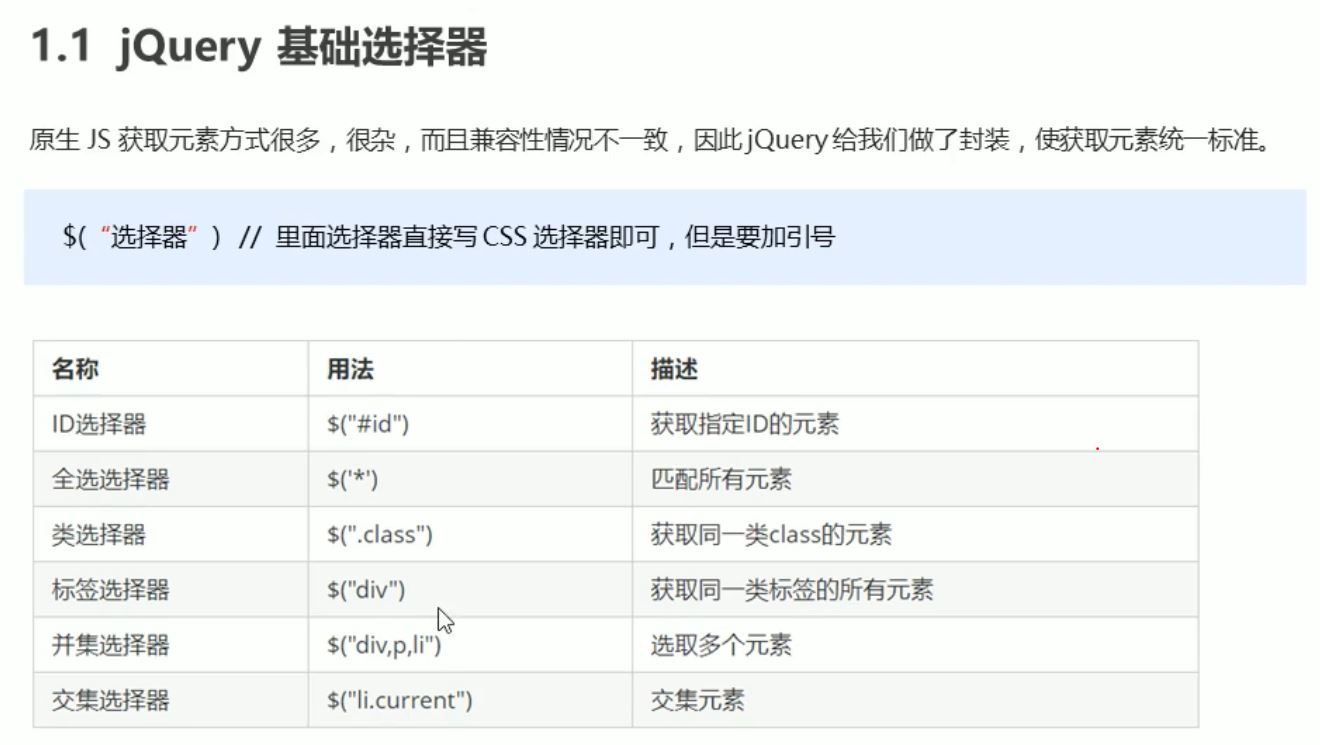 1.1 jQuery 基础选择器
原生 JS 获取元素方式很多，很杂，而且兼容性情况不一致，因此 jQuery 给我们做了封装，使获取元素统一标准。
$(“选择器”) // 里面选择器直接写 CSS 选择器即可，但是要加引号
名称 用法 描述
ID选择器 $("#id") 获取指定ID的元素
全选选择器 $('*') 匹配所有元素
类选择器 $(".class") 获取同一类class的元素
标签选择器 $("div") 获取同一类标签的所有元素
并集选择器 $("div,p,li") 选取多个元素
交集选择器 $("li.current") 交集元素